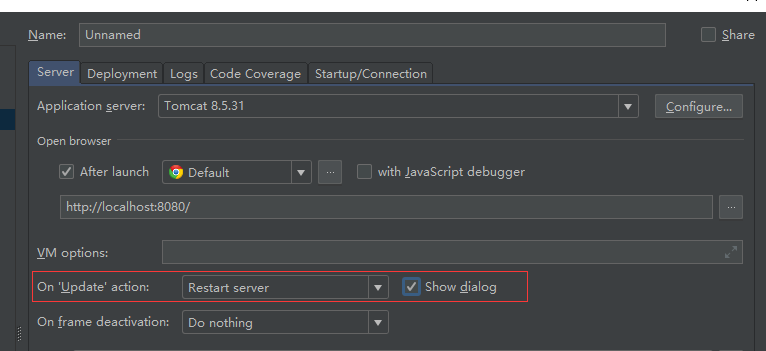 Name: Unnamed Share
Server Deployment Logs Code Coverage Startup/Connection
Application server: Tomcat 8.5.31 Configure...
Open browser
After launch Default ... with JavaScript debugger
http://localhost:8080/ ...
VM options:
On 'Update' action: Restart server Show dialog
On frame deactivation: Do nothing